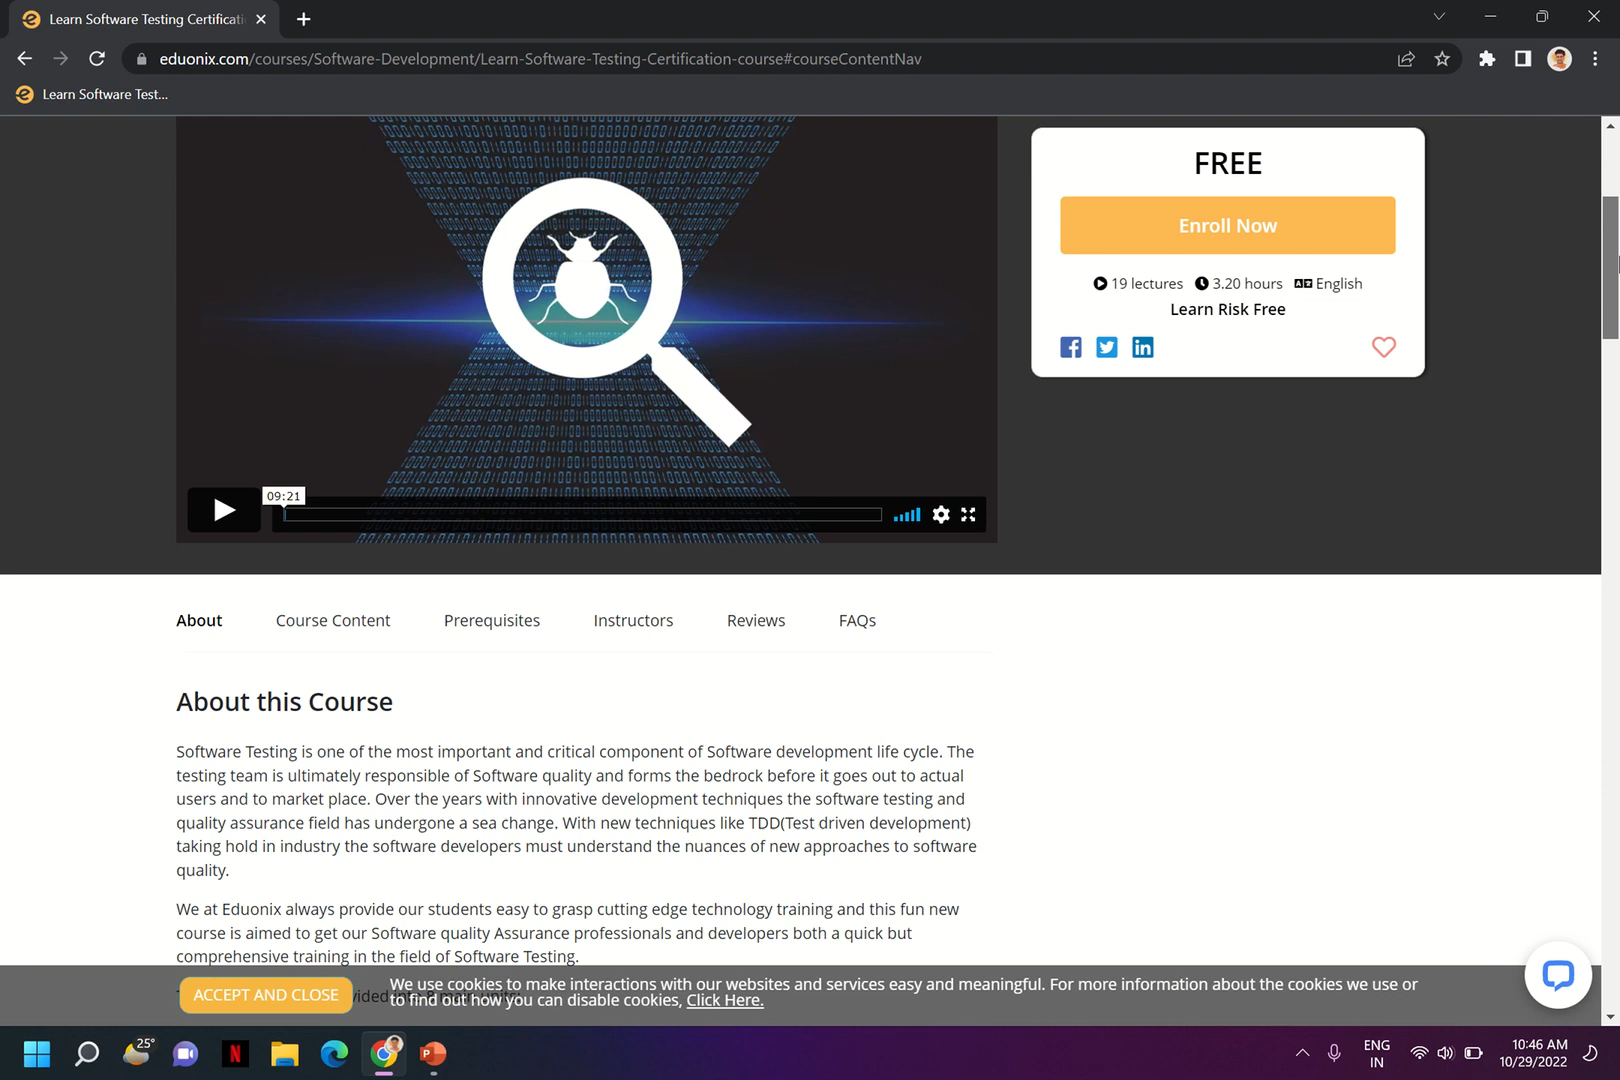 Learn Software Testing Certificati
eduonix.com/courses/Software-Development/Learn-Software-Testing-Certification-course#courseContentNav
Learn Software Test...
FREE
Enroll Now
19 lectures 3.20 hours English
Learn Risk Free
09:21
About Course Content Prerequisites Instructors Reviews FAQs
About this Course
Software Testing is one of the most important and critical component of Software development life cycle. The
testing team is ultimately responsible of Software quality and forms the bedrock before it goes out to actual
users and to market place. Over the years with innovative development techniques the software testing and
quality assurance field has undergone a sea change. With new techniques like TDD(Test driven development)
taking hold in industry the software developers must understand the nuances of new approaches to software
quality.
We at Eduonix always provide our students easy to grasp cutting edge technology training and this fun new
course is aimed to get our Software quality Assurance professionals and developers both a quick but
comprehensive training in the field of Software Testing.
ACCEPT AND CLOSE
We use cookies to make interactions with our websites and services easy and meaningful. For more information about the cookies we use or
to find out how you can disable cookies, Click Here.
25°
N
P
ENG
IN
10:46 AM
10/29/2022